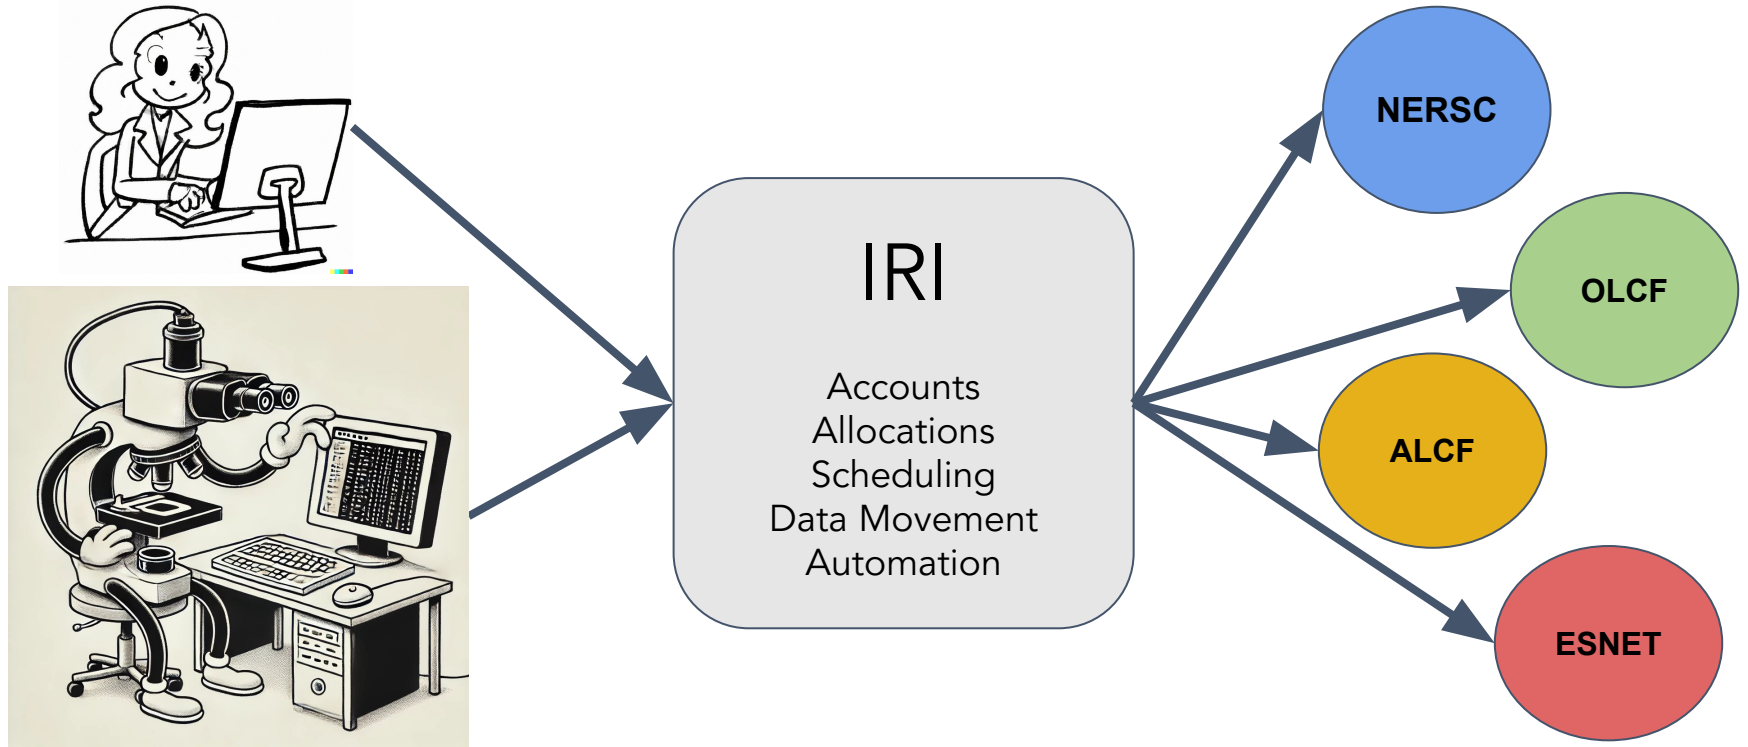 IRI
Accounts
Allocations
Scheduling
Data Movement
Automation
NERSC
OLCF
ALCF
ESNET